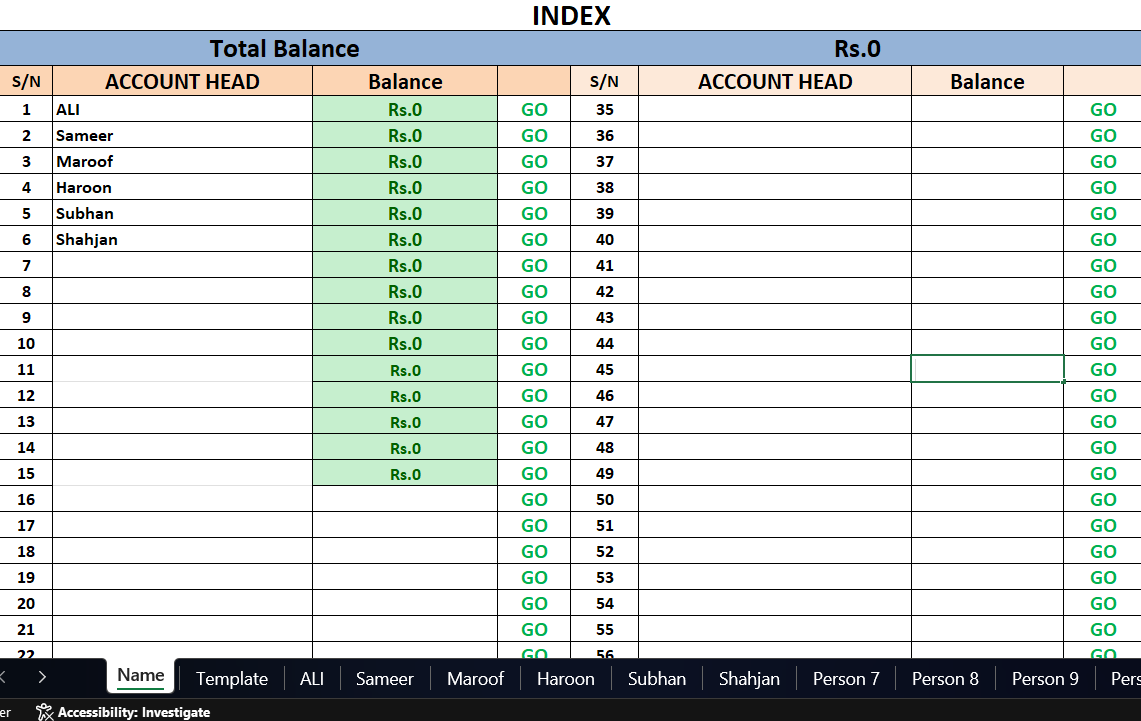 INDEX
Total Balance Rs.0
S/N ACCOUNT HEAD Balance S/N ACCOUNT HEAD Balance
1 ALI Rs.0 GO 35 GO
2 Sameer Rs.0 GO 36 GO
3 Maroof Rs.0 GO 37 GO
4 Haroon Rs.0 GO 38 GO
5 Subhan Rs.0 GO 39 GO
6 Shahjan Rs.0 GO 40 GO
7 Rs.0 GO 41 GO
8 Rs.0 GO 42 GO
9 Rs.0 GO 43 GO
10 Rs.0 GO 44 GO
11 Rs.0 GO 45 GO
12 Rs.0 GO 46 GO
13 Rs.0 GO 47 GO
14 Rs.0 GO 48 GO
15 Rs.0 GO 49 GO
16 GO 50 GO
17 GO 51 GO
18 GO 52 GO
19 GO 53 GO
20 GO 54 GO
21 GO 55 GO
22 GO 56 GO
Name Template ALI Sameer Maroof Haroon Subhan Shahjan Person 7 Person 8 Person 9 Pers
er Accessibility: Investigate